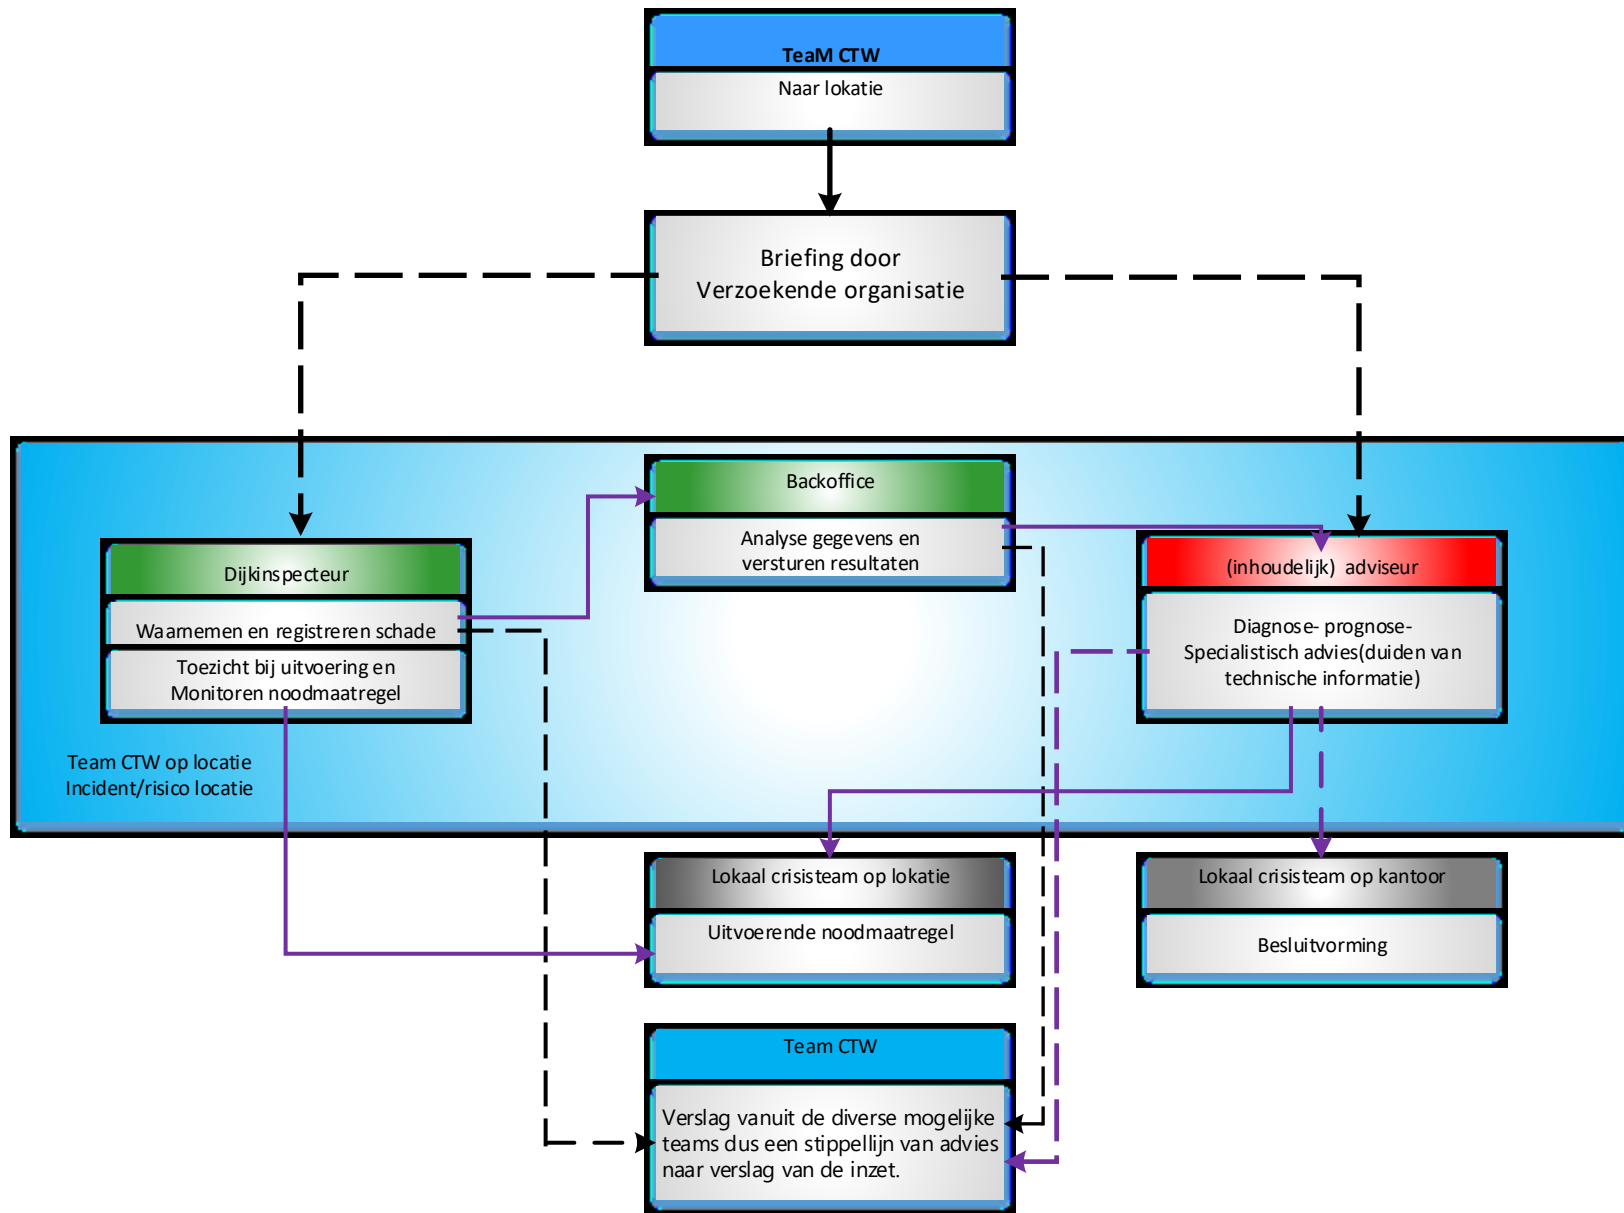 TeaM CTW
Naar lokatie
Briefing door
Verzoekende organisatie
Backoffice
Analyse gegevens en
versturen resultaten
Dijkinspecteur
Waarnemen en registreren schade
Toezicht bij uitvoering en
Monitoren noodmaatregel
(inhoudelijk) adviseur
Diagnose- prognose-
Specialistisch advies(duiden van
technische informatie)
Team CTW op locatie
Incident/risico locatie
Lokaal crisisteam op lokatie
Uitvoerende noodmaatregel
Lokaal crisisteam op kantoor
Besluitvorming
Team CTW
Verslag vanuit de diverse mogelijke
teams dus een stippellijn van advies
naar verslag van de inzet.